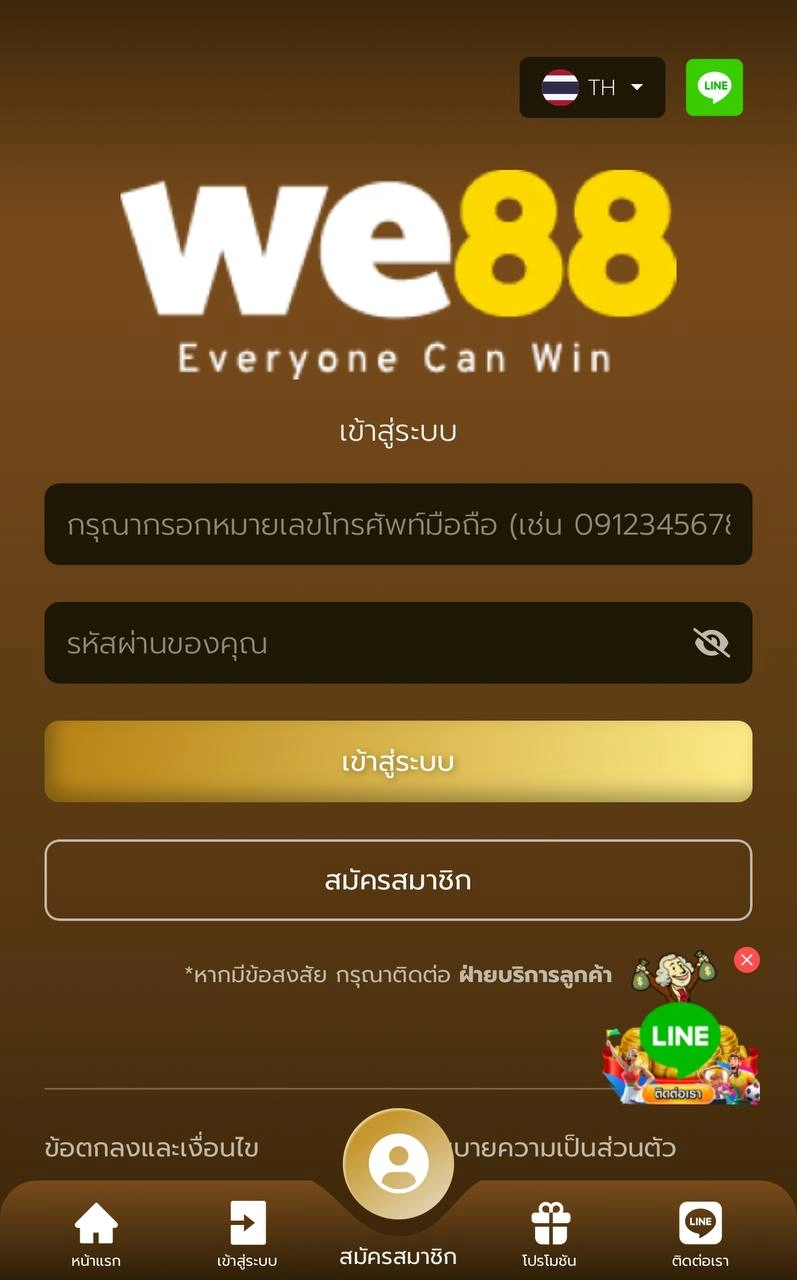 TH
LINE
we88
Everyone Can Win
เข้าสู่ระบบ
กรุณากรอกหมายเลขโทรศัพท์มือถือ (เช่น 091234567
รหัสผ่านของคุณ
เข้าสู่ระบบ
สมัครสมาชิก
*หากมีข้อสงสัย กรุณาติดต่อ ฝ่ายบริการลูกค้า
LINE
ติดต่อเรา
ข้อตกลงและเงื่อนไข
บายความเป็นส่วนตัว
LINE
หน้าแรก
เข้าสู่ระบบ
สมัครสมาชิก
โปรโมชัน
ติดต่อเรา